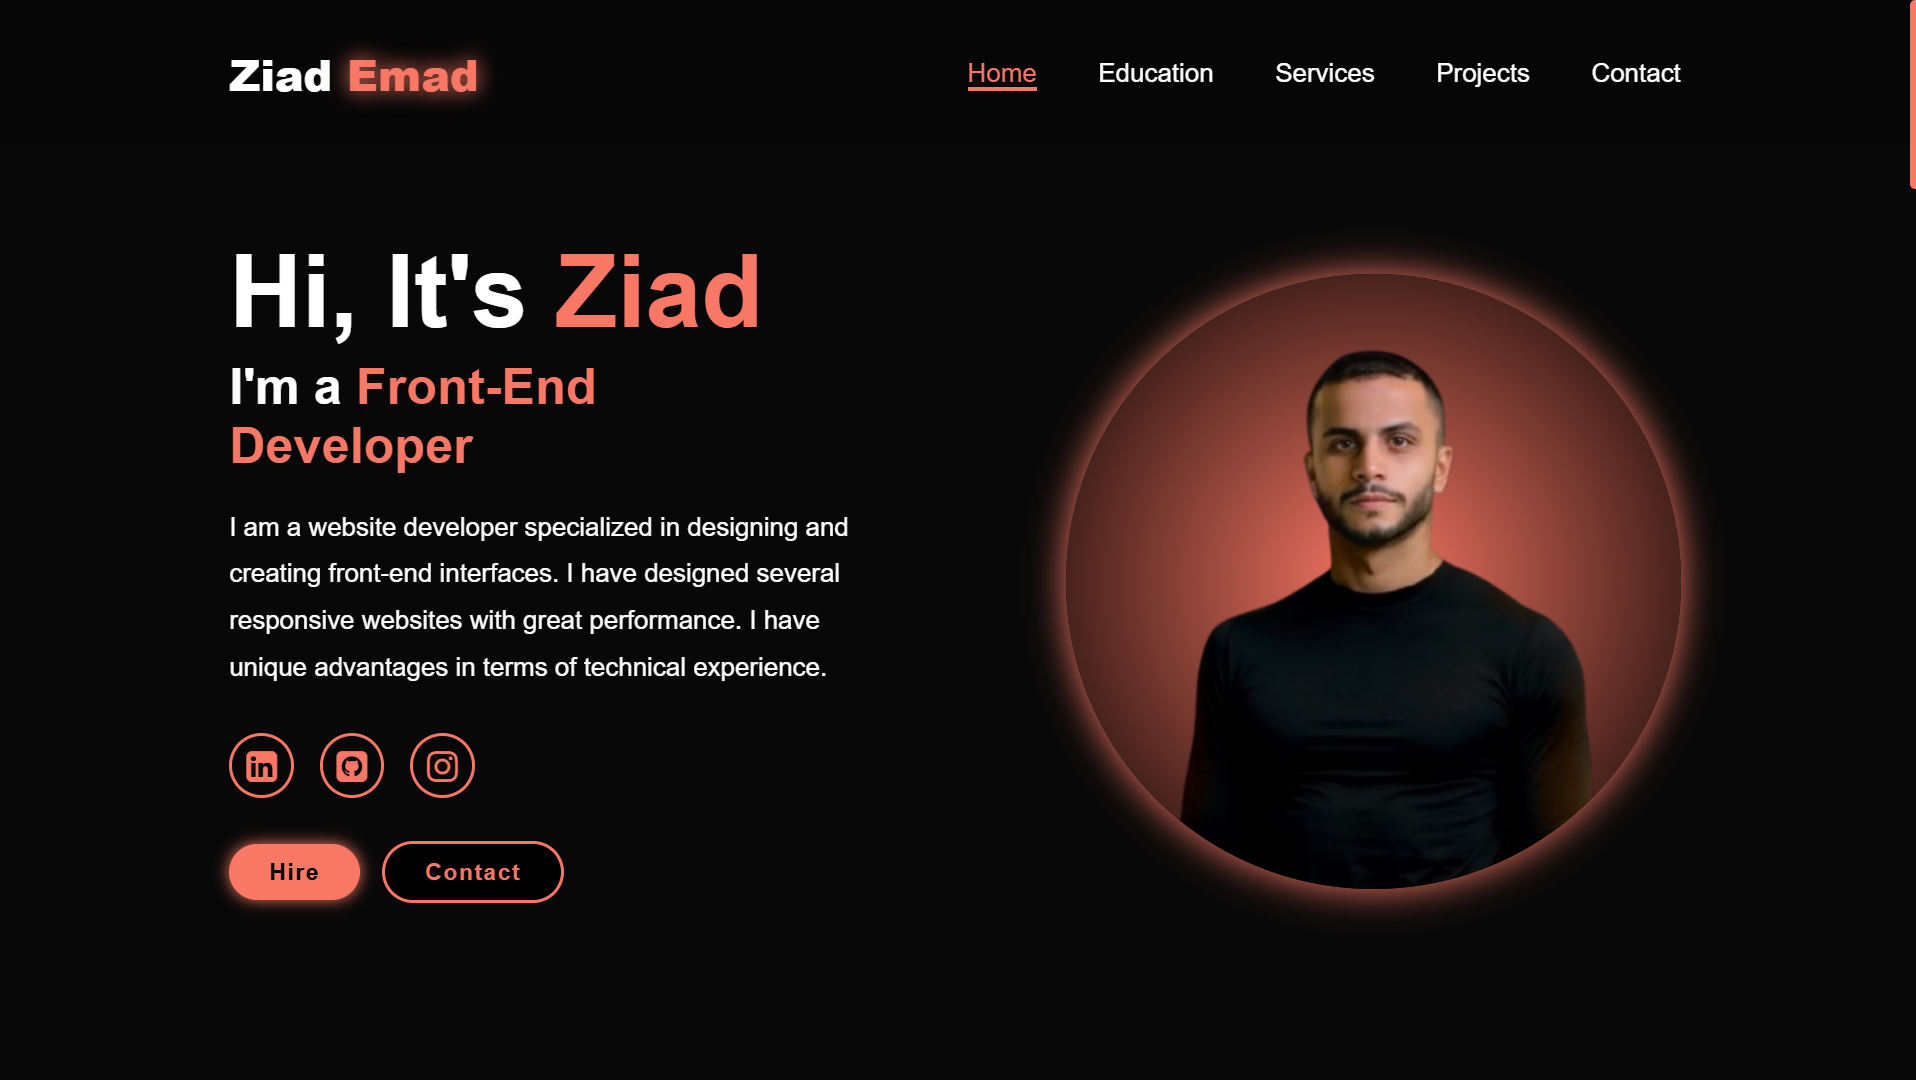 Ziad Emad
Home Education Services Projects Contact
Hi, It's Ziad
I'm a Front-End
Developer
I am a website developer specialized in designing and
creating front-end interfaces. I have designed several
responsive websites with great performance. I have
unique advantages in terms of technical experience.
in
Hire Contact